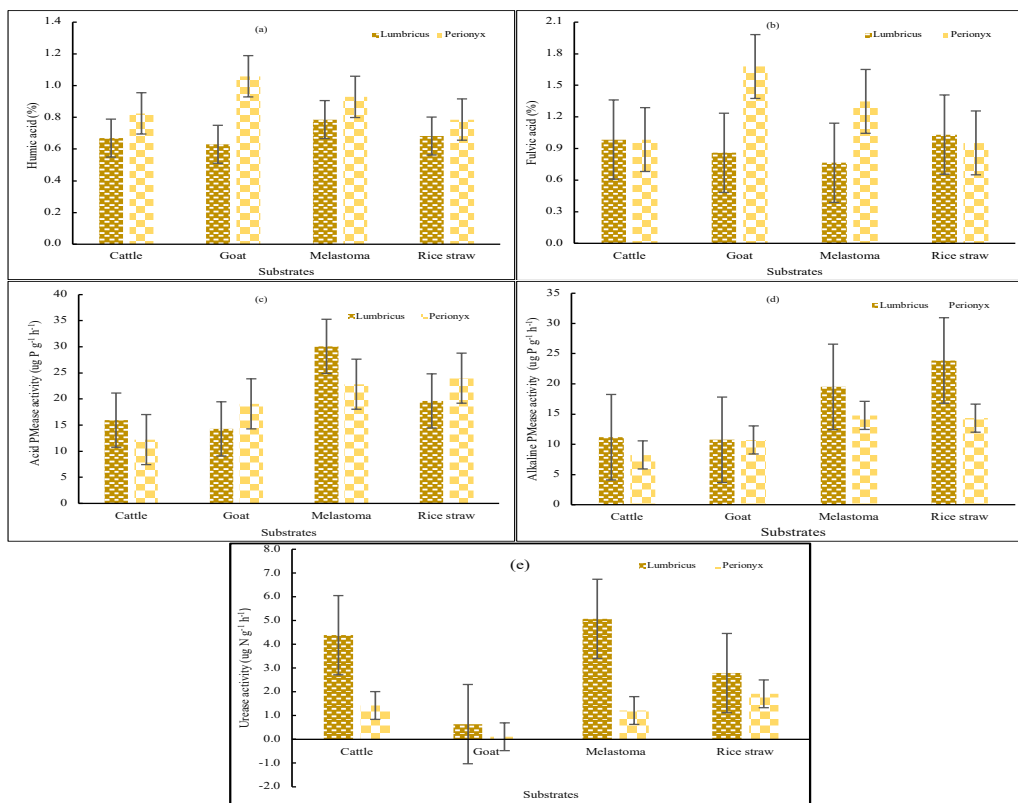 (a)
Lumbricus Perionyx
Humic acid (%)
1.4
1.2
1.0
0.8
0.6
0.4
0.2
0.0
Cattle Goat Melastoma Rice straw
Substrates
(b)
Lumbricus Perionyx
Fulvic acid (%)
2.1
1.8
1.5
1.2
0.9
0.6
0.3
0.0
Cattle Goat Melastoma Rice straw
Substrates
(c)
Lumbricus Perionyx
Acid PMease activity (ug P g-1 h-1)
40
35
30
25
20
15
10
5
0
Cattle Goat Melastoma Rice straw
Substrates
(d)
Lumbricus Perionyx
Alkaline PMease activity (ug P g-1 h-1)
35
30
25
20
15
10
5
0
Cattle Goat Melastoma Rice straw
Substrates
(e)
Lumbricus Perionyx
Urease activity (ug N g-1 h-1)
8.0
7.0
6.0
5.0
4.0
3.0
2.0
1.0
0.0
-1.0
-2.0
Cattle Goat Melastoma Rice straw
Substrates